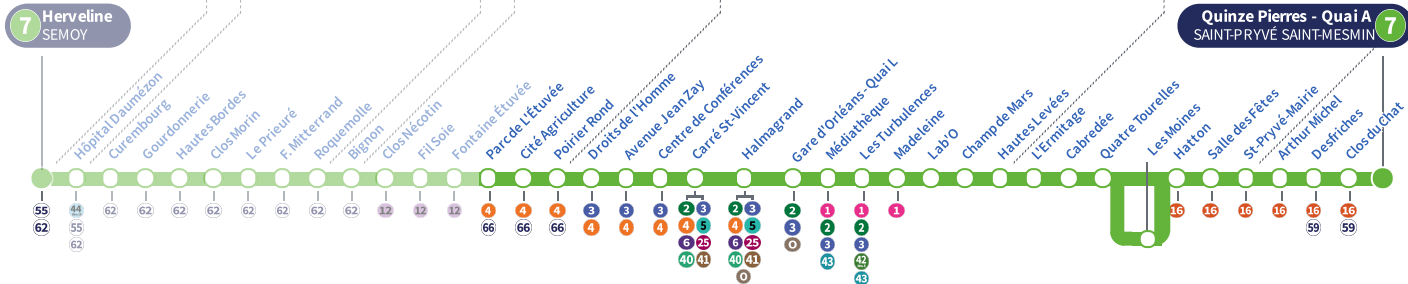 7 Herveline
SEMOY
Quinze Pierres - Quai A 7
SAINT-PRYVÉ SAINT-MESMIN
Hôpital Daumézon
Curembourg
Gourdonnerie
Hautes Bordes
Clos Morin
Le Prieuré
F. Mitterrand
Roquemolle
Bignon
Clos Nécotin
Fil Soie
Fontaine Étuvée
Parc de L'Étuvée
Cité Agriculture
Poirier Rond
Droits de l'Homme
Avenue Jean Zay
Centre de Conférences
Carré St-Vincent
Halmagrand
Gare d'Orléans - Quai L
Médiathèque
Les Turbulences
Madeleine
Lab'O
Champ de Mars
Hautes Levées
L'Ermitage
Cabredée
Quatre Tourelles
Les Moines
Hatton
Salle des Fêtes
St-Pryvé-Mairie
Arthur Michel
Desfriches
Clos du Chat
55 44 62 62 62 62 62 62 62 62 62 12 12 12 4 4 4 3 3 3 2 3 2 3 2 1 1 1 16 16 16 16 16 16
62 55 66 66 66 4 4 4 4 5 4 5 3 2 2 59 59
62 6 25 6 25 O 3 3
40 41 40 41 43 42
O 43